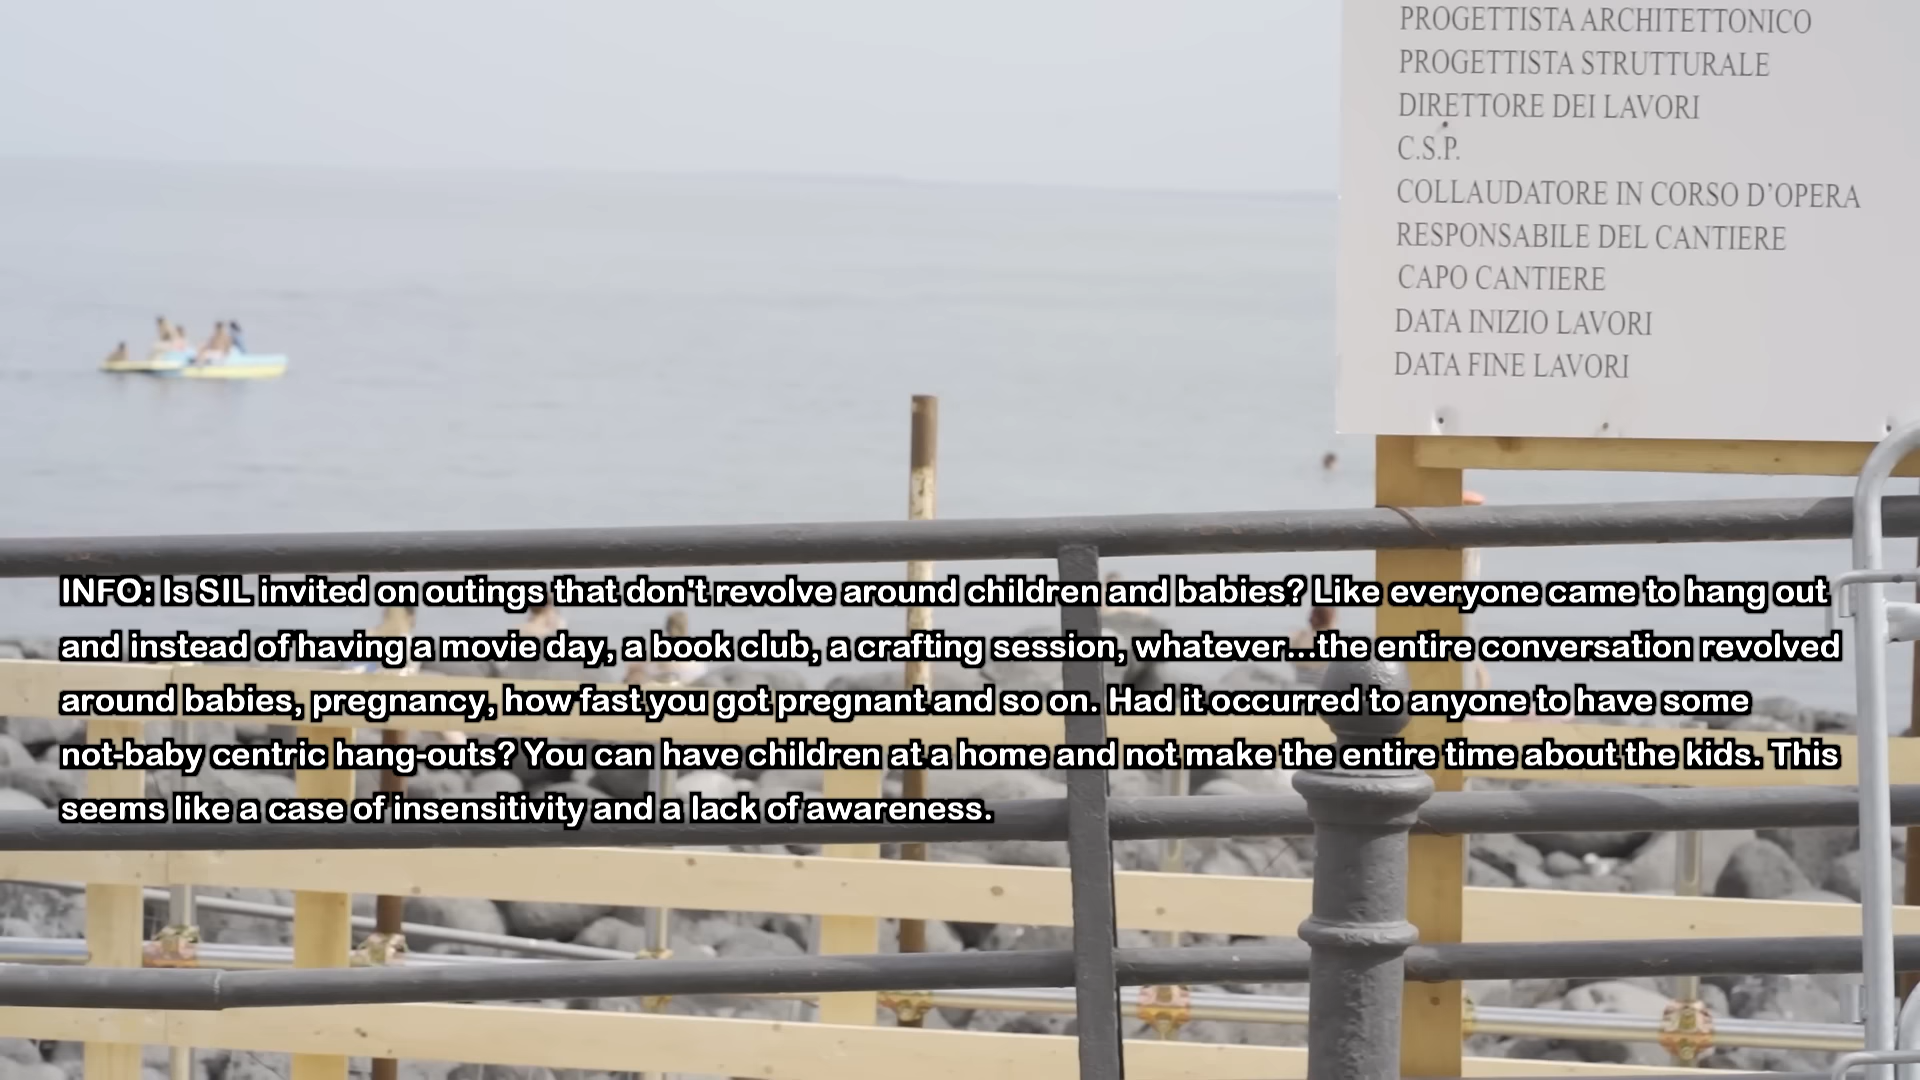 PROGETTISTA ARCHITETTONICO
PROGETTISTA STRUTTURALE
DIRETTORE DEI LAVORI
C.S.P.
COLLAUDATORE IN CORSO D'OPERA
RESPONSABILE DEL CANTIERE
CAPO CANTIERE
DATA INIZIO LAVORI
DATA FINE LAVORI
INFO: Is SIL invited on outings that don't revolve around children and babies? Like everyone came to hang out
and instead of having a movie day, a book club, a crafting session, whatever...the entire conversation revolved
around babies, pregnancy, how fast you got pregnant and so on. Had it occurred to anyone to have some
not-baby centric hang-outs? You can have children at a home and not make the entire time about the kids. This
seems like a case of insensitivity and a lack of awareness.